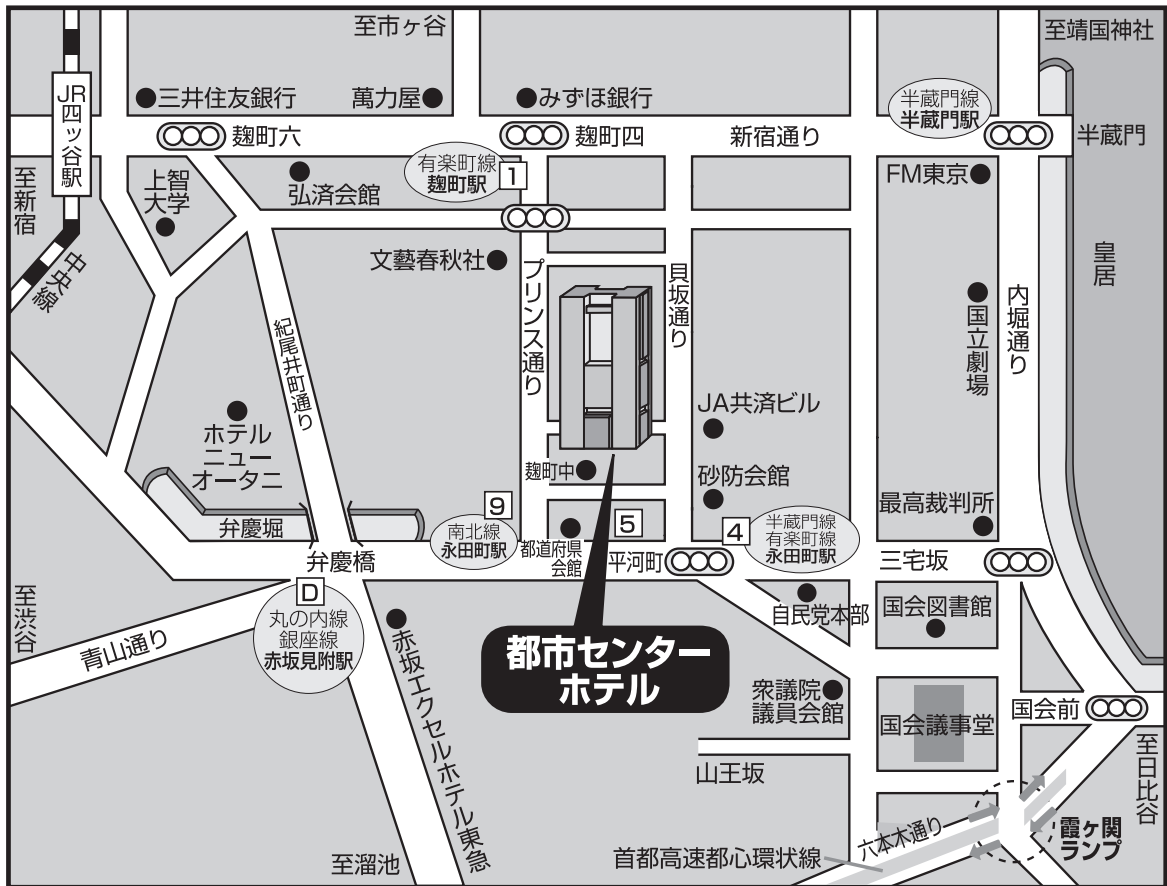 至市ヶ谷
至靖国神社
JR四ッ谷駅
三井住友銀行
萬力屋
みずほ銀行
半蔵門線
半蔵門駅
麹町六
麹町四
新宿通り
半蔵門
至新宿
上智
大学
弘済会館
有楽町線
麹町駅
1
FM東京
中央線
文藝春秋社
プリンス通り
貝坂通り
皇居
国立劇場
内堀通り
紀尾井町通り
ホテル
ニュー
オータニ
JA共済ビル
麹町中
砂防会館
最高裁判所
弁慶堀
9
南北線
永田町駅
5
都道府県
会館
4
半蔵門線
有楽町線
永田町駅
弁慶橋
平河町
三宅坂
至渋谷
D
丸の内線
銀座線
赤坂見附駅
青山通り
自民党本部
国会図書館
赤坂エクセルホテル東急
都市センター
ホテル
衆議院
議員会館
国会議事堂
国会前
山王坂
至日比谷
六本木通り
霞ヶ関
ランプ
至溜池
首都高速都心環状線